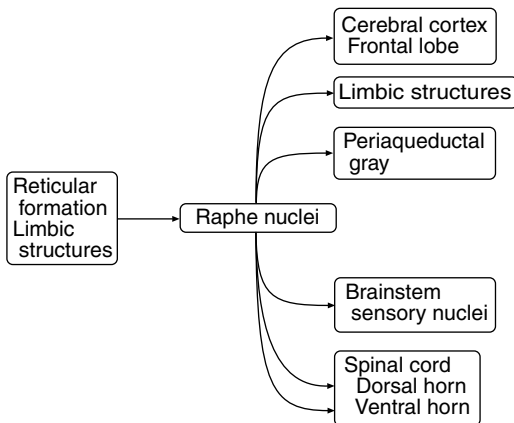 Cerebral cortex
Frontal lobe
Limbic structures
Periaqueductal
gray
Reticular
formation
Limbic
structures
Raphe nuclei
Brainstem
sensory nuclei
Spinal cord
Dorsal horn
Ventral horn